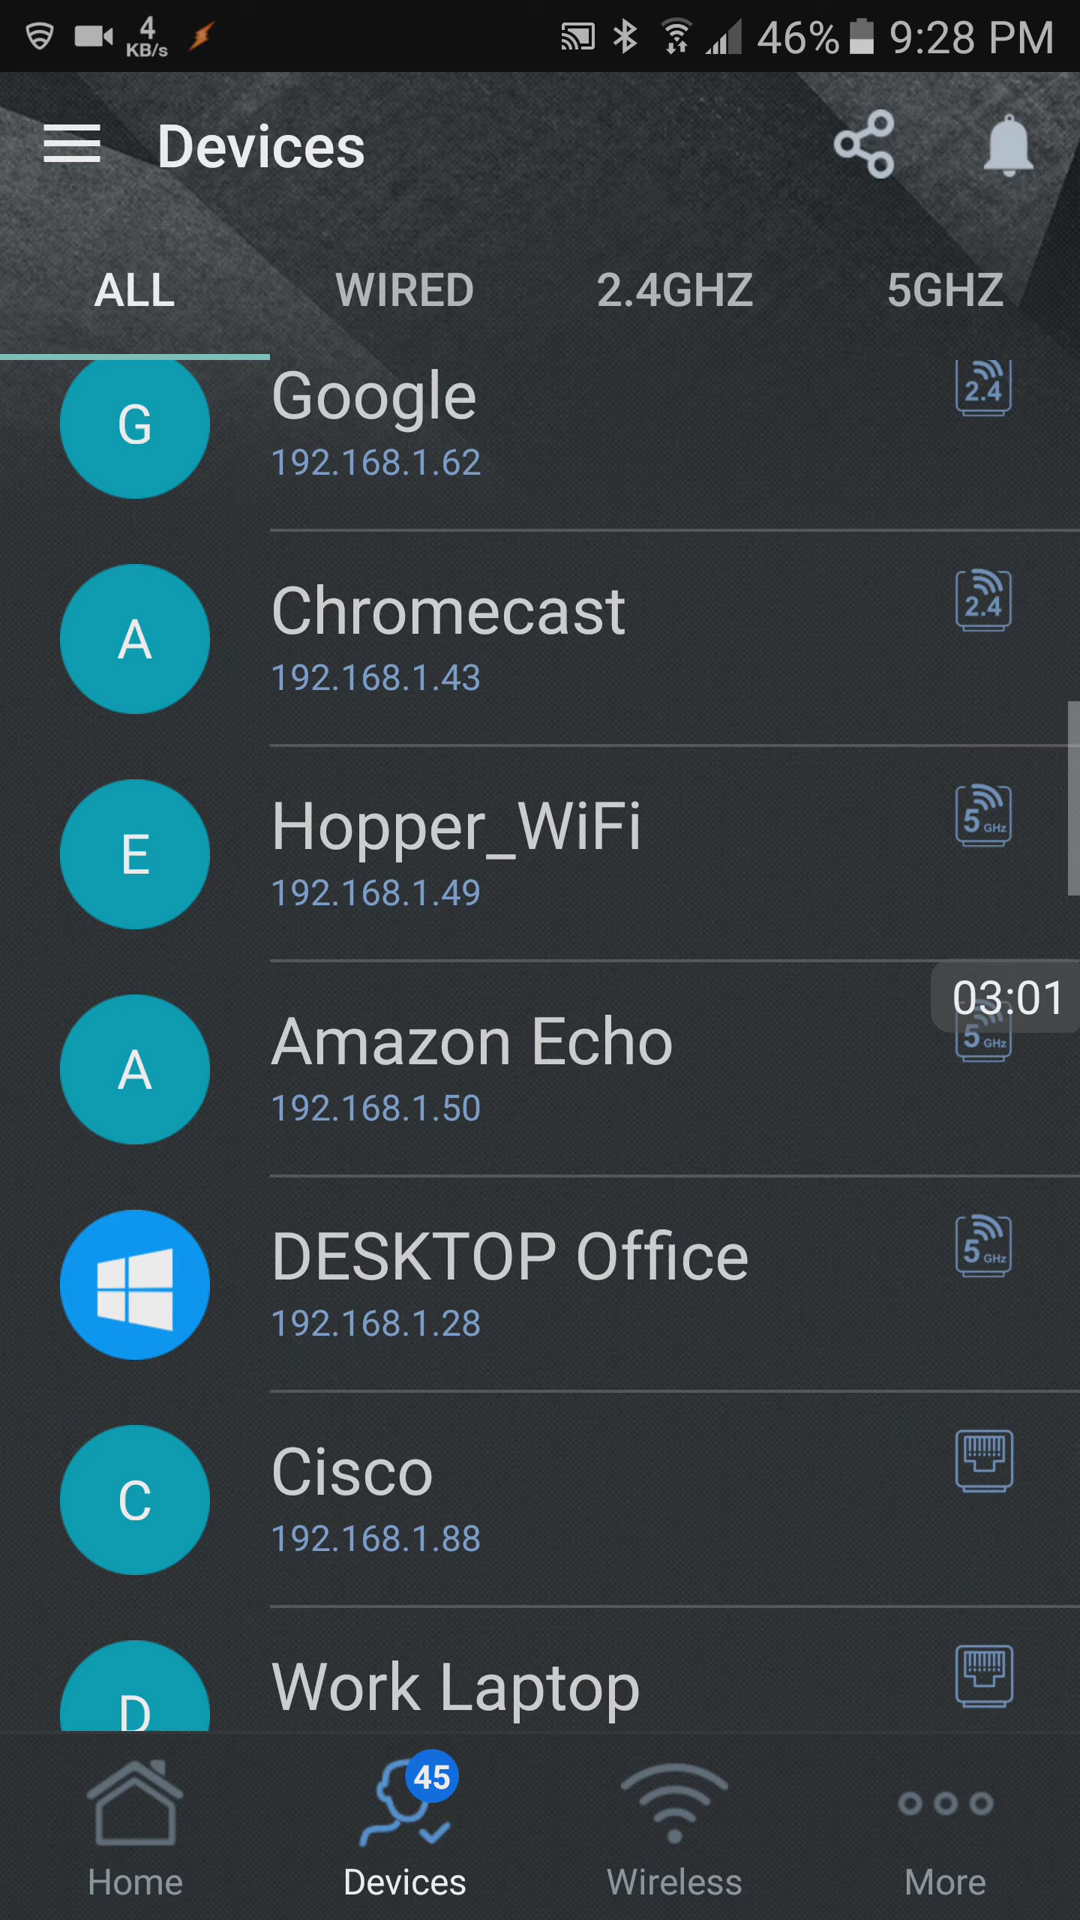 4
KB/s
46% 9:28 PM
Devices
ALL WIRED 2.4GHZ 5GHZ
G
Google
2.4
192.168.1.62
A
Chromecast
2.4
192.168.1.43
E
Hopper_WiFi
5 GHz
192.168.1.49
03:01
A
Amazon Echo
5 GHz
192.168.1.50
DESKTOP Office
5 GHz
192.168.1.28
C
Cisco
192.168.1.88
D
Work Laptop
45
Home Devices Wireless More